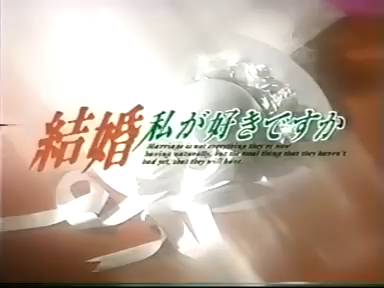 結婚 私が好きですか
Marriage is not everything they're now
having naturally, but the usual thing that they haven't
had yet, that they will have.